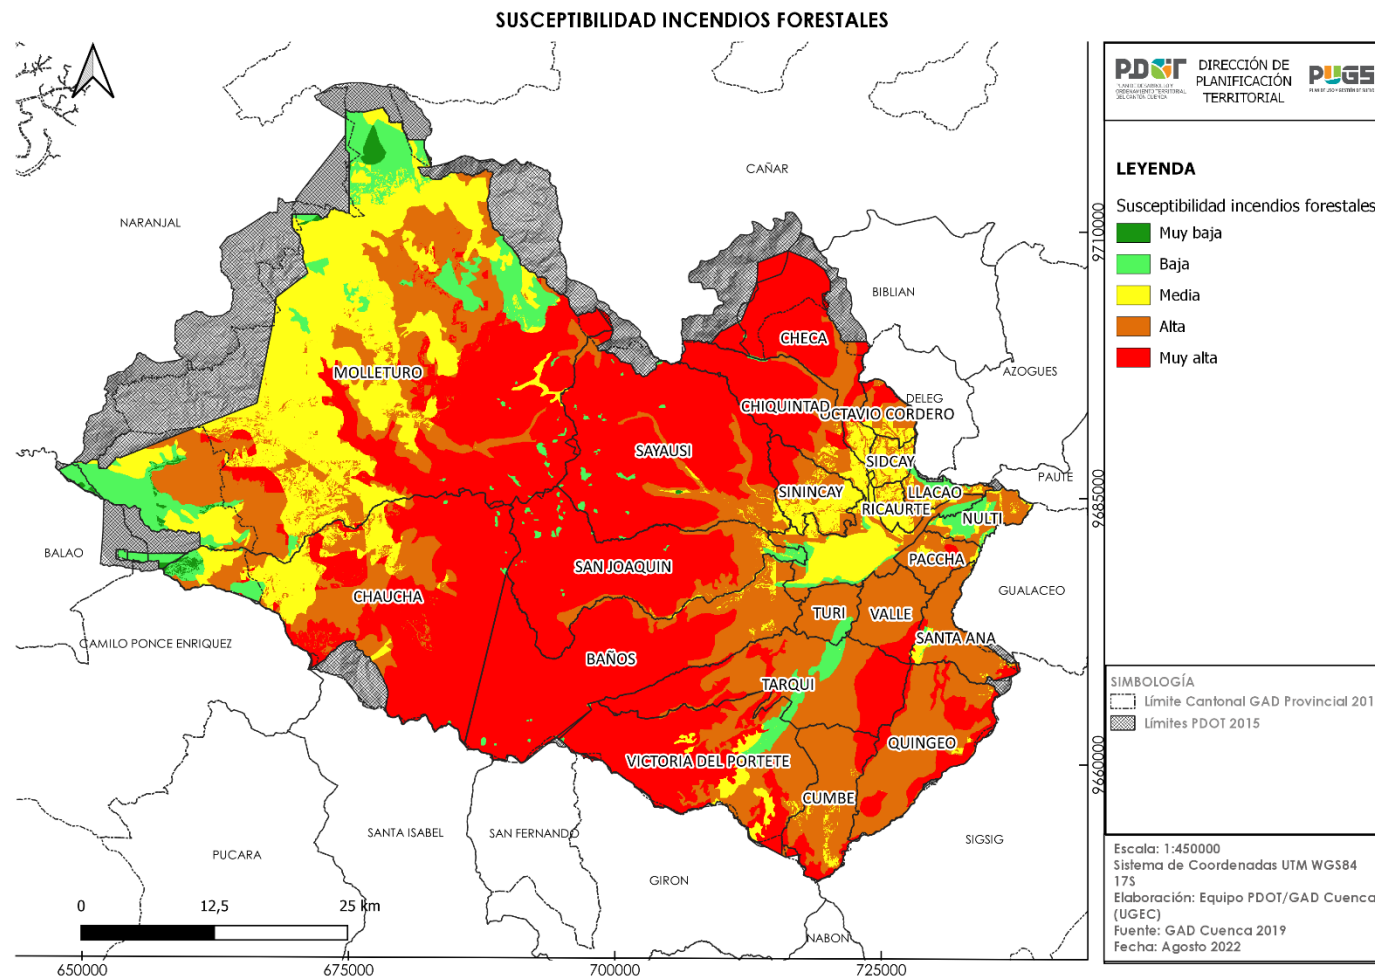 SUSCEPTIBILIDAD INCENDIOS FORESTALES
PDOT
DIRECCIÓN DE
PLANIFICACIÓN
TERRITORIAL
PUGS
LEYENDA
Susceptibilidad incendios forestales
Muy baja
Baja
Media
Alta
Muy alta
CAÑAR
NARANJAL
BIBLIAN
AZOGUES
DELEG
PAUTE
GUALACEO
BALAO
CAMILO PONCE ENRIQUEZ
PUCARA
SANTA ISABEL
SAN FERNANDO
GIRON
NABON
SIGSIG
CHECA
MOLLETURO
CHIQUINTAD
OCTAVIO CORDERO
SAYAUSI
SIDCAY
SININCAY
LLACAO
RICAURTE
NULTI
PACCHA
SAN JOAQUIN
CHAUCHA
TURI
VALLE
SANTA ANA
BAÑOS
TARQUI
QUINGEO
VICTORIA DEL PORTETE
CUMBE
9710000
9685000
9660000
0 12,5 25 km
650000 675000 700000 725000
SIMBOLOGÍA
Límite Cantonal GAD Provincial 201
Límites PDOT 2015
Escala: 1:450000
Sistema de Coordenadas UTM WGS84
17S
Elaboración: Equipo PDOT/GAD Cuenca
(UGEC)
Fuente: GAD Cuenca 2019
Fecha: Agosto 2022